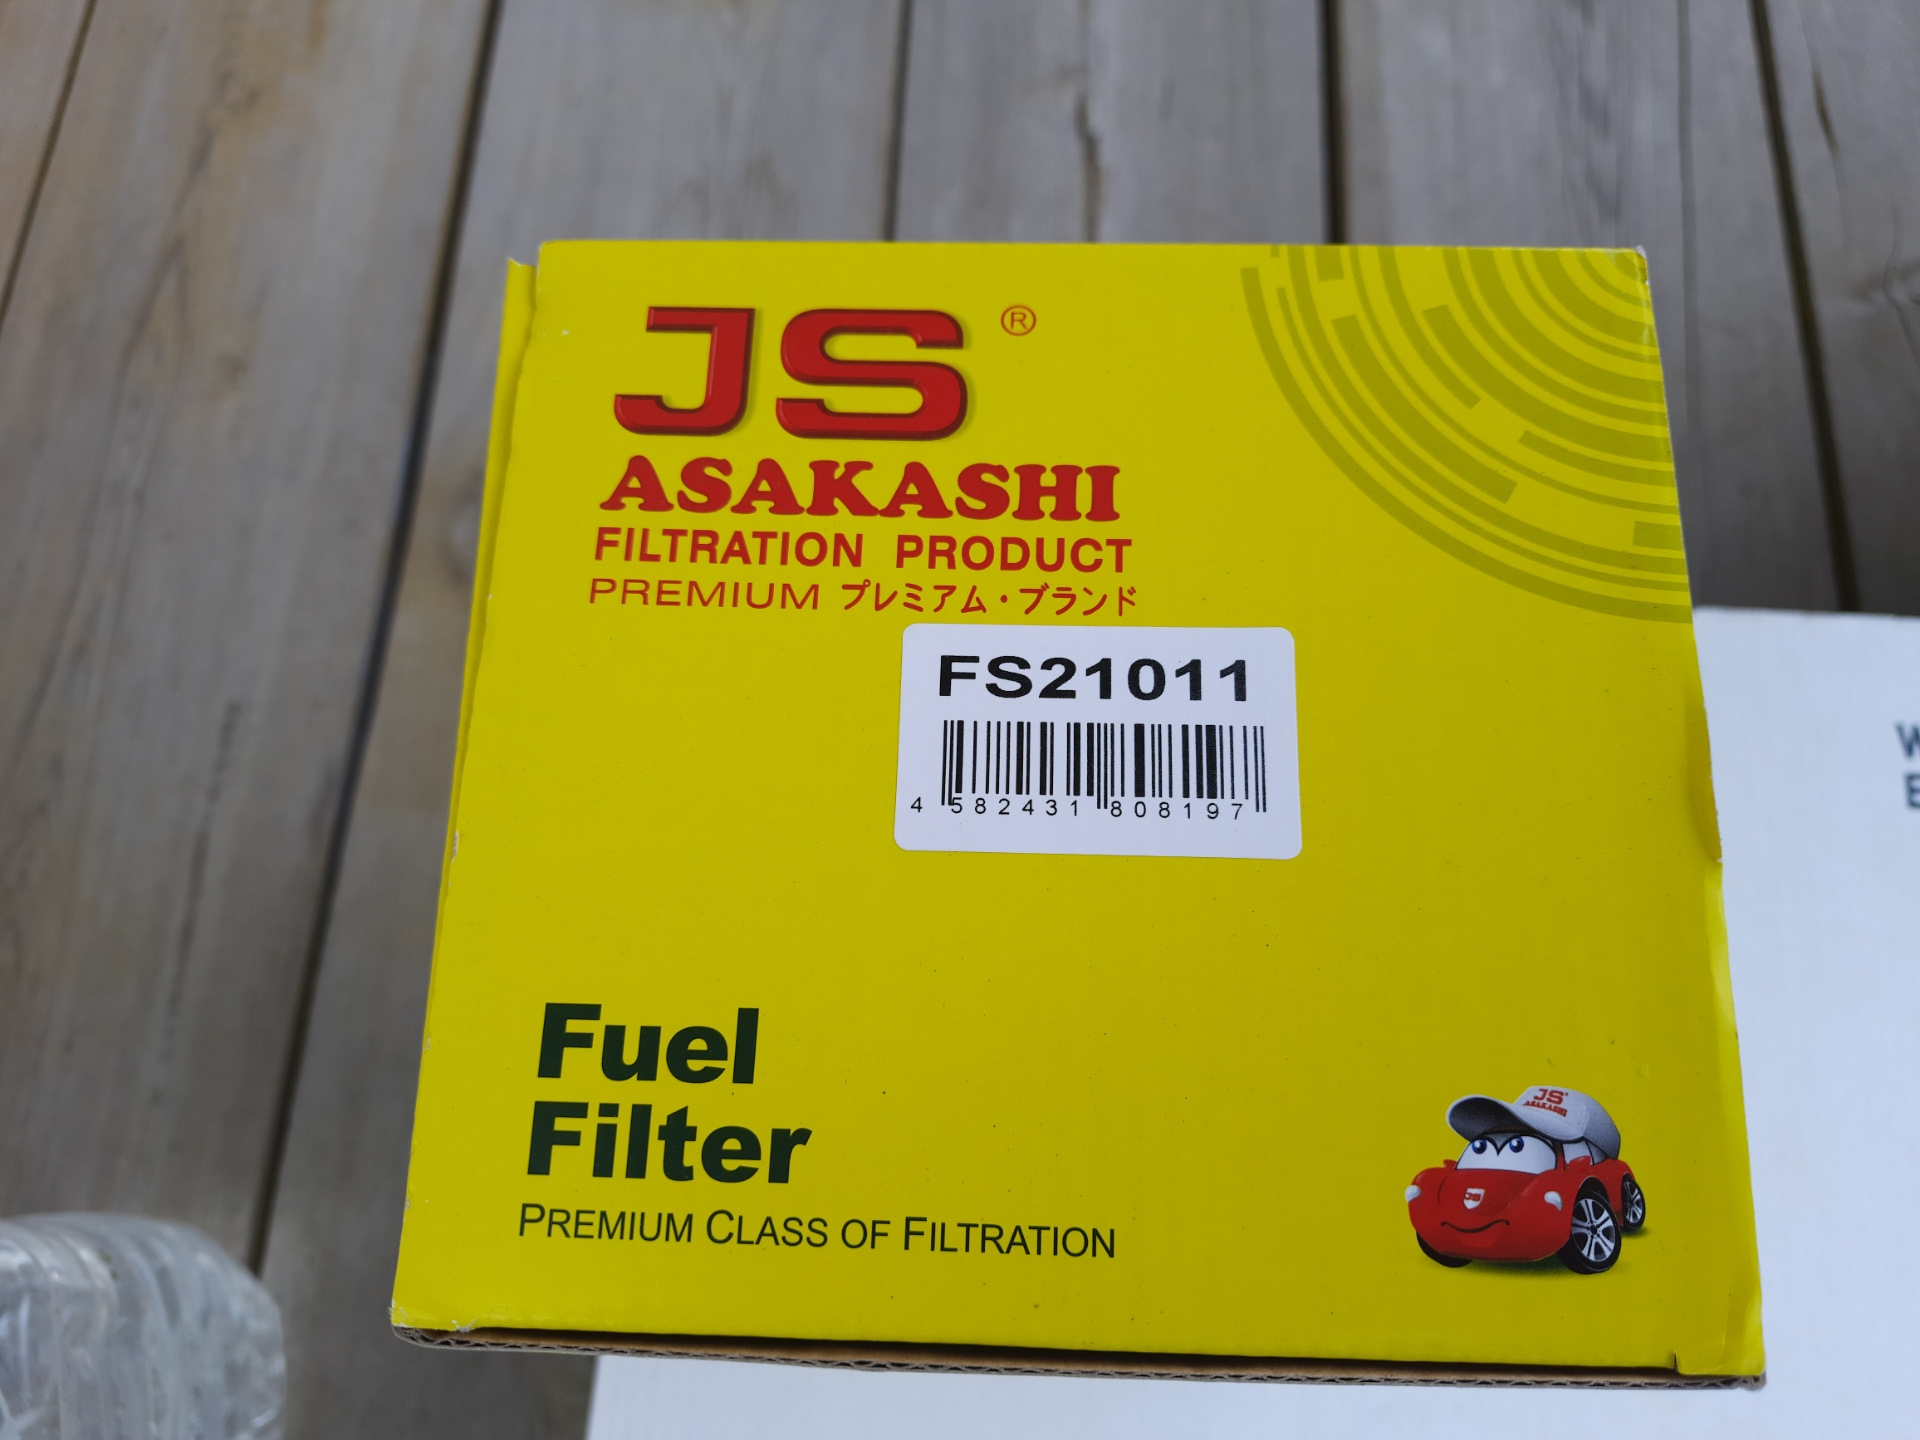 JS®
ASAKASHI
FILTRATION PRODUCT
PREMIUM プレミアム・ブランド
FS21011
4 582431 808197
Fuel
Filter
PREMIUM CLASS OF FILTRATION
JS
ASAKASHI
JS